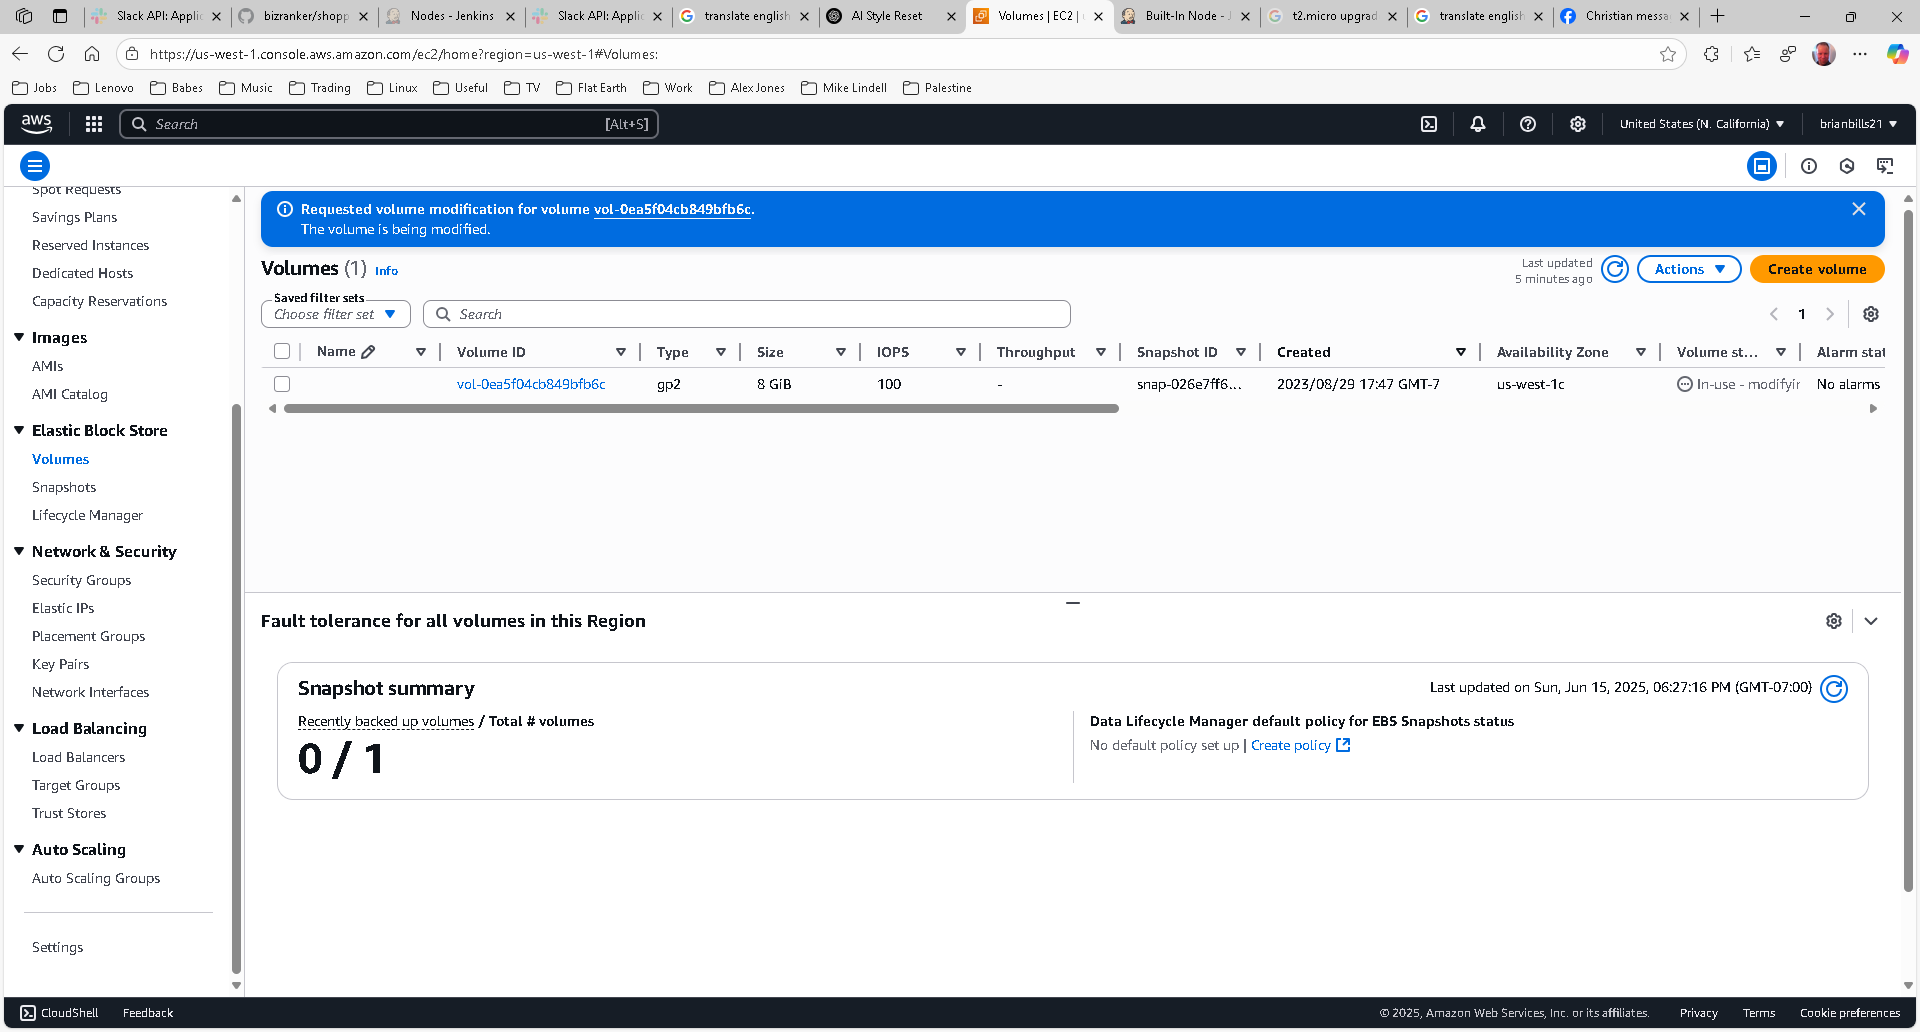 Slack API: Applic
bizranker/shopp
Nodes - Jenkins
Slack API: Applic
translate english
AI Style Reset
Volumes | EC2 |
Built-In Node - J
t2.micro upgrad
translate english
Christian messa
https://us-west-1.console.aws.amazon.com/ec2/home?region=us-west-1#Volumes:
Jobs
Lenovo
Babes
Music
Trading
Linux
Useful
TV
Flat Earth
Work
Alex Jones
Mike Lindell
Palestine
aws
Search
[Alt+S]
United States (N. California)
brianbills21
Spot Requests
Savings Plans
Reserved Instances
Dedicated Hosts
Capacity Reservations
Images
AMIs
AMI Catalog
Elastic Block Store
Volumes
Snapshots
Lifecycle Manager
Network & Security
Security Groups
Elastic IPs
Placement Groups
Key Pairs
Network Interfaces
Load Balancing
Load Balancers
Target Groups
Trust Stores
Auto Scaling
Auto Scaling Groups
Settings
Requested volume modification for volume vol-0ea5f04cb849bfb6c.
The volume is being modified.
Volumes (1) Info
Last updated
5 minutes ago
Actions
Create volume
Saved filter sets
Choose filter set
Search
1
Name
Volume ID
Type
Size
IOPS
Throughput
Snapshot ID
Created
Availability Zone
Volume st...
Alarm stat
vol-0ea5f04cb849bfb6c
gp2
8 GiB
100
-
snap-026e7ff6...
2023/08/29 17:47 GMT-7
us-west-1c
In-use - modifyir
No alarms
Fault tolerance for all volumes in this Region
Snapshot summary
Last updated on Sun, Jun 15, 2025, 06:27:16 PM (GMT-07:00)
Recently backed up volumes / Total # volumes
0 / 1
Data Lifecycle Manager default policy for EBS Snapshots status
No default policy set up | Create policy
CloudShell
Feedback
© 2025, Amazon Web Services, Inc. or its affiliates.
Privacy
Terms
Cookie preferences